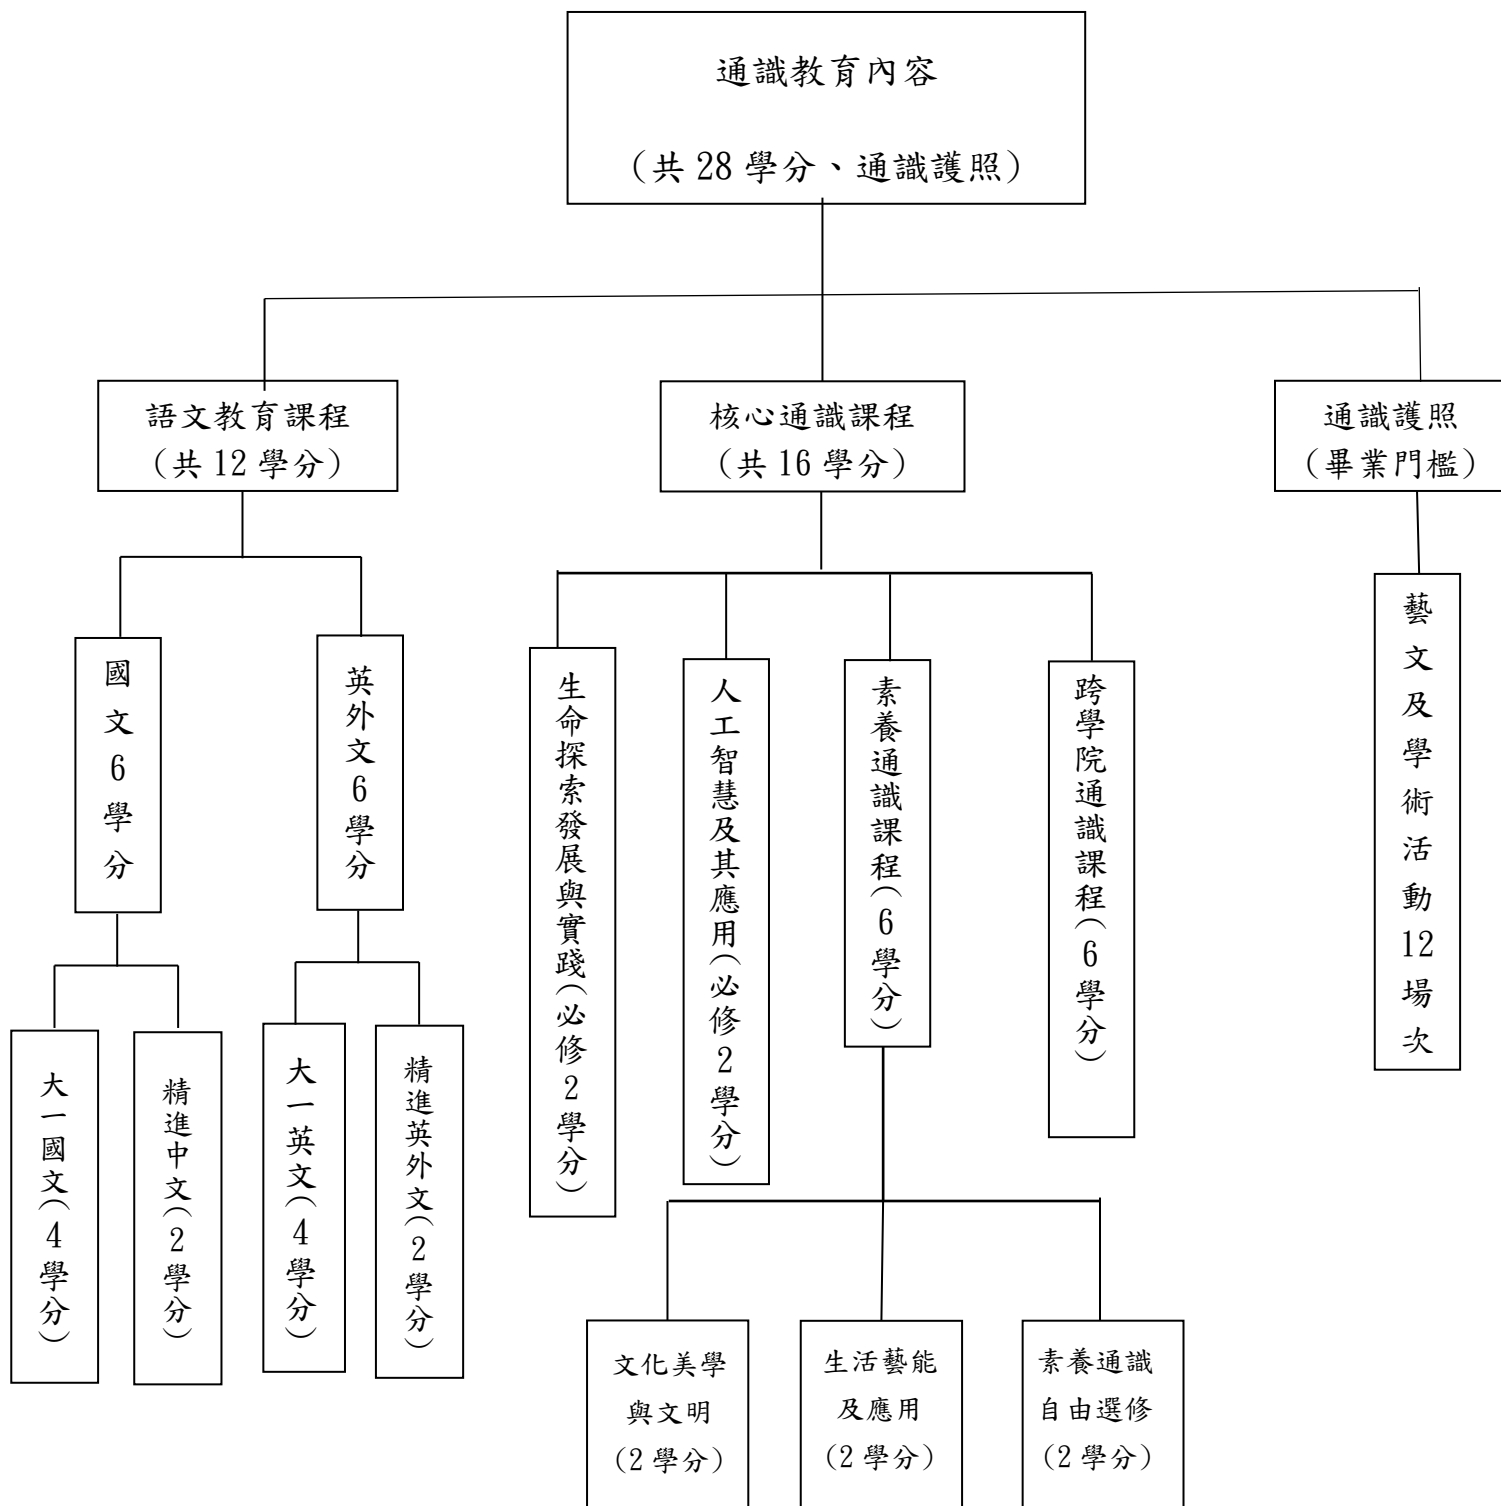 通識教育內容
（共 28 學分、通識護照）
語文教育課程
（共 12 學分）
核心通識課程
（共 16 學分）
通識護照
（畢業門檻）
國文 6 學分
英外文 6 學分
生命探索發展與實踐（必修 2 學分）
人工智慧及其應用（必修 2 學分）
素養通識課程（6 學分）
跨學院通識課程（6 學分）
藝文及學術活動 12 場次
大一國文（4 學分）
精進中文（2 學分）
大一英文（4 學分）
精進英外文（2 學分）
文化美學
與文明
（2 學分）
生活藝能
及應用
（2 學分）
素養通識
自由選修
（2 學分）